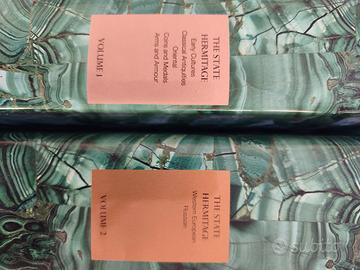 THE STATE
HERMITAGE
Early Cultures
Classical Antiquities
Oriental
Coins and Medals
Arms and Armour
VOLUME 1
THE STATE
HERMITAGE
Western European
Russian
VOLUME 2
subito